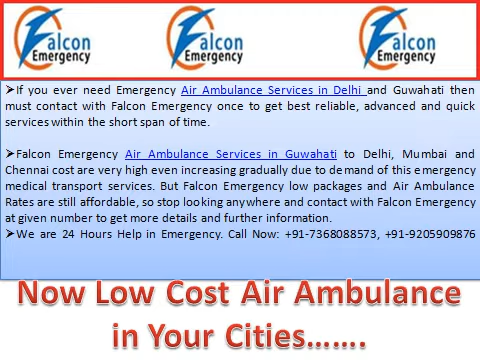 Falcon Emergency
Falcon Emergency
Falcon Emergency
➢If you ever need Emergency Air Ambulance Services in Delhi and Guwahati then
must contact with Falcon Emergency once to get best reliable, advanced and quick
services within the short span of time.
➢Falcon Emergency Air Ambulance Services in Guwahati to Delhi, Mumbai and
Chennai cost are very high even increasing gradually due to demand of this emergency
medical transport services. But Falcon Emergency low packages and Air Ambulance
Rates are still affordable, so stop looking anywhere and contact with Falcon Emergency
at given number to get more details and further information.
➢We are 24 Hours Help in Emergency. Call Now: +91-7368088573, +91-9205909876
Now Low Cost Air Ambulance
in Your Cities…….